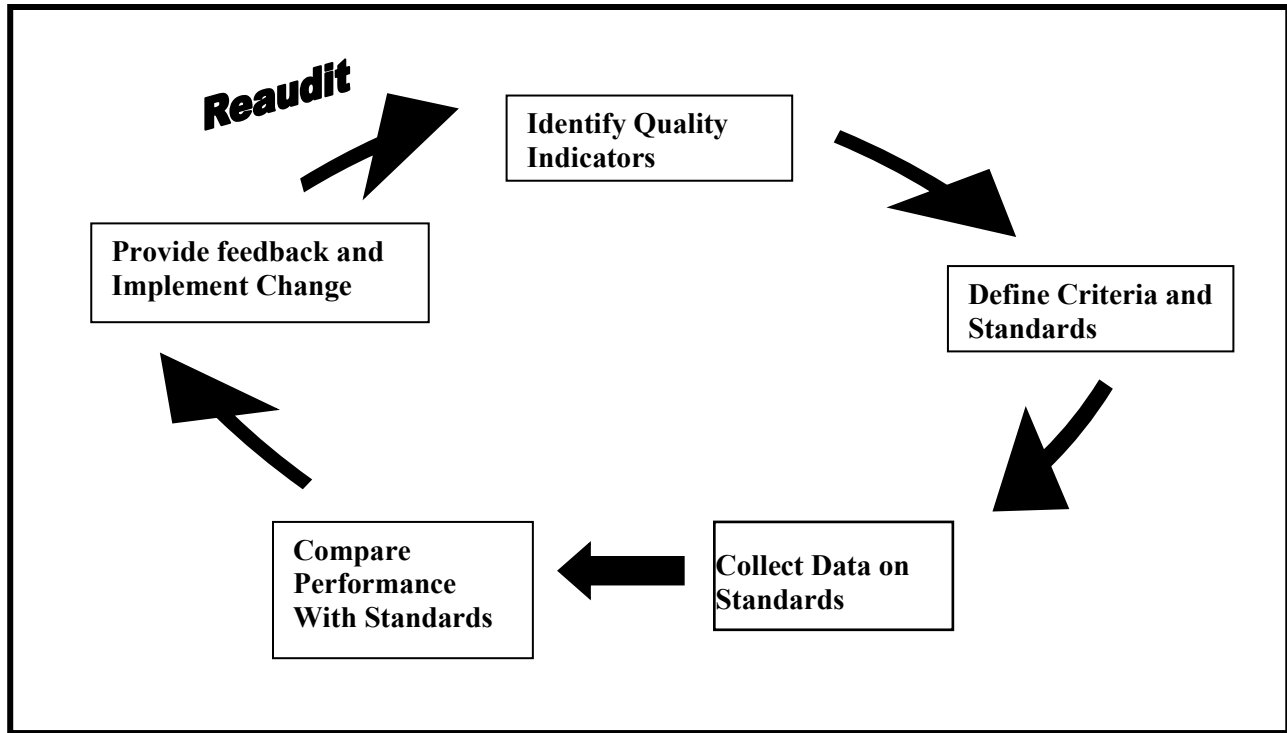 Reaudit
Identify Quality
Indicators
Provide feedback and
Implement Change
Define Criteria and
Standards
Compare
Performance
With Standards
Collect Data on
Standards